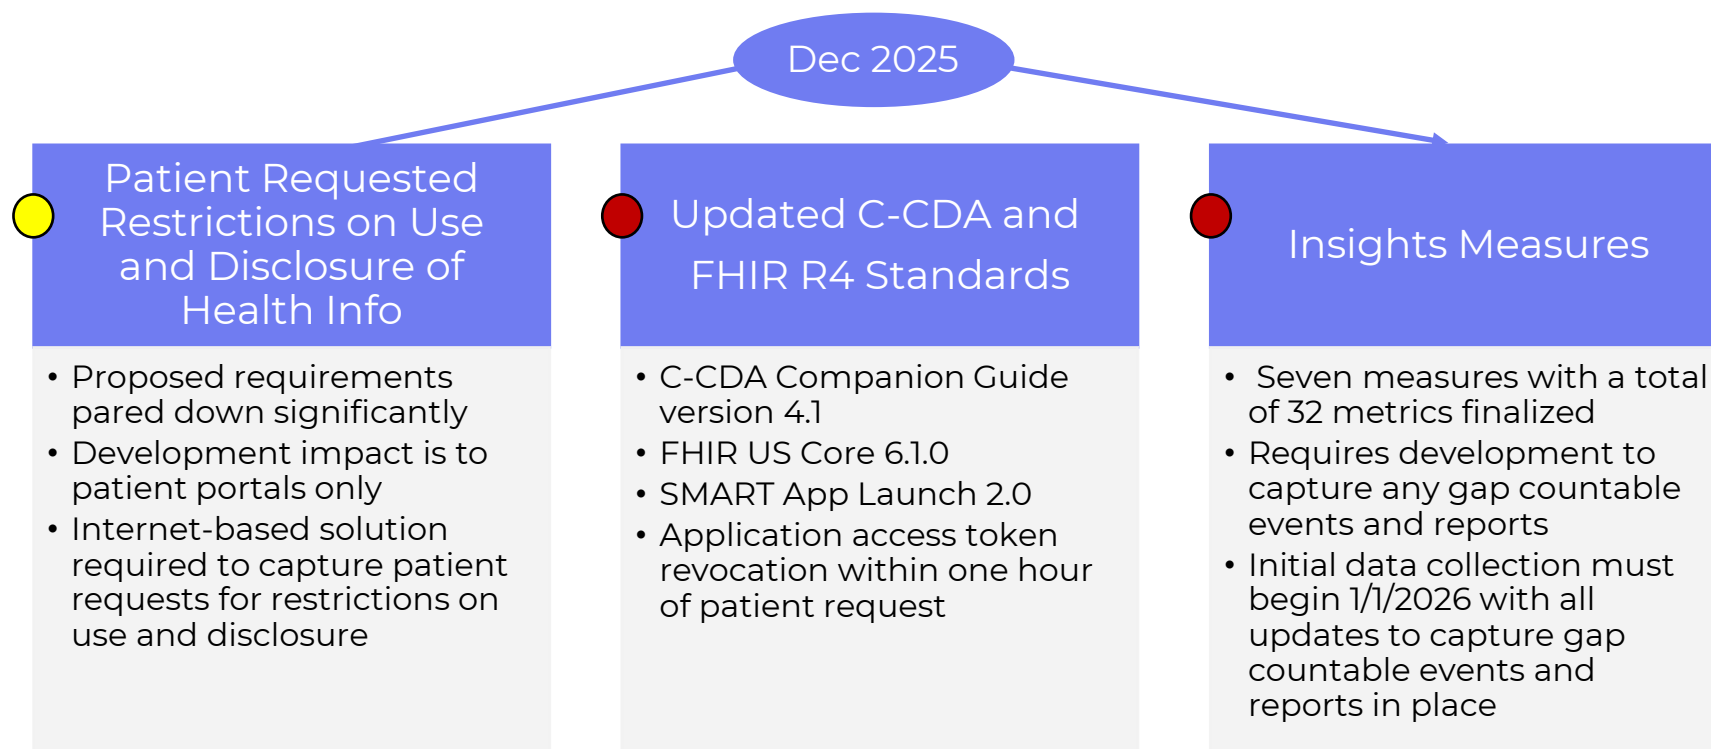 Dec 2025
Patient Requested
Restrictions on Use
and Disclosure of
Health Info
• Proposed requirements
pared down significantly
• Development impact is to
patient portals only
• Internet-based solution
required to capture patient
requests for restrictions on
use and disclosure
Updated C-CDA and
FHIR R4 Standards
• C-CDA Companion Guide
version 4.1
• FHIR US Core 6.1.0
• SMART App Launch 2.0
• Application access token
revocation within one hour
of patient request
Insights Measures
• Seven measures with a total
of 32 metrics finalized
• Requires development to
capture any gap countable
events and reports
• Initial data collection must
begin 1/1/2026 with all
updates to capture gap
countable events and
reports in place